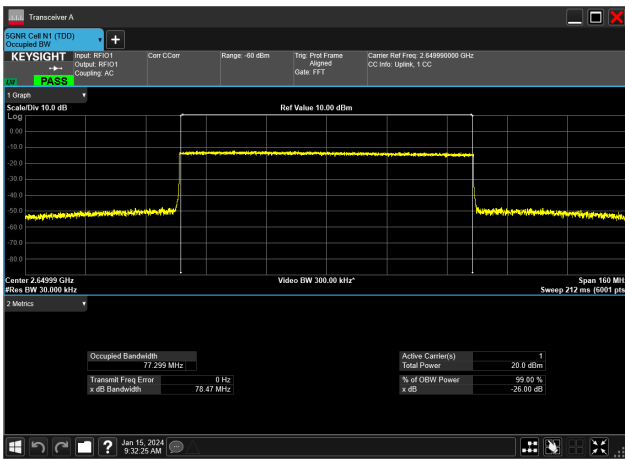 Transceiver A
5GNR Cell N1 (TDD)
Occupied BW
KEYSIGHT
LXI
PASS
Input: RFIO1
Output: RFIO1
Coupling: AC
Corr CCorr
Range: -60 dBm
Trig: Prot Frame
Aligned
Gate: FFT
Carrier Ref Freq: 2.649990000 GHz
CC Info: Uplink, 1 CC
1 Graph
Scale/Div 10.0 dB
Ref Value 10.00 dBm
Log
0.00
-10.0
-20.0
-30.0
-40.0
-50.0
-60.0
-70.0
-80.0
Center 2.64999 GHz
Video BW 300.00 kHz*
Span 160 MHz
#Res BW 30.000 kHz
Sweep 212 ms (6001 pts
2 Metrics
Occupied Bandwidth
77.299 MHz
Transmit Freq Error 0 Hz
x dB Bandwidth 78.47 MHz
Active Carrier(s) 1
Total Power 20.0 dBm
% of OBW Power 99.00 %
x dB -26.00 dB
?
Jan 15, 2024
9:32:25 AM